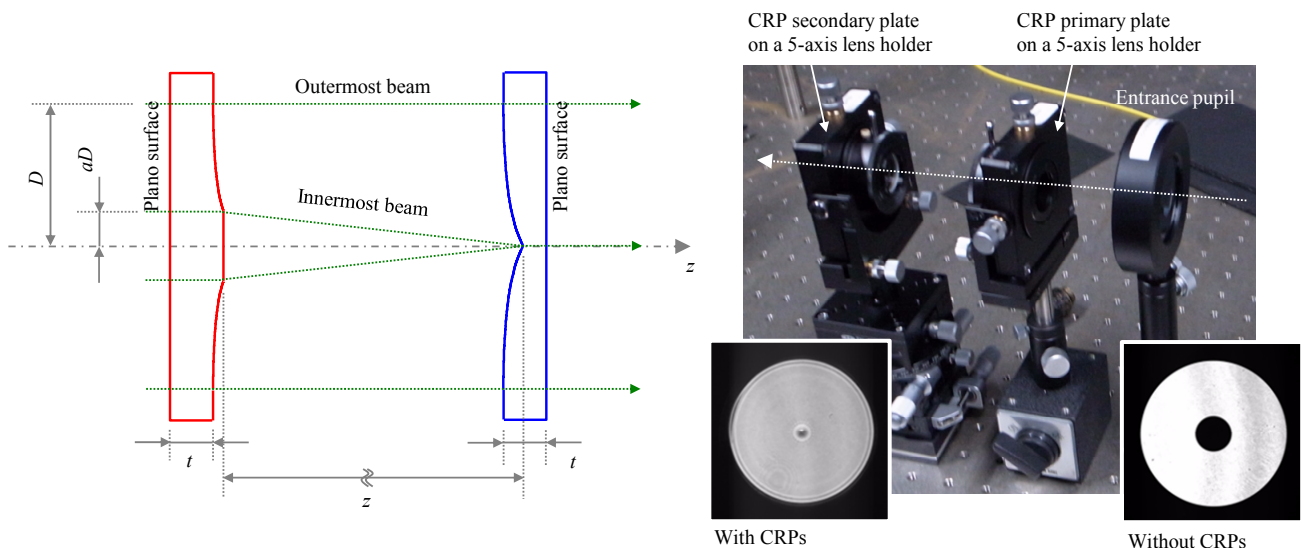 Plano surface
Outermost beam
Plano surface
D
aD
Innermost beam
z
t
t
z
CRP secondary plate
on a 5-axis lens holder
CRP primary plate
on a 5-axis lens holder
Entrance pupil
With CRPs
Without CRPs